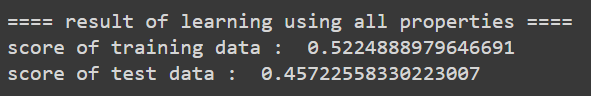 ==== result of learning using all properties ====
score of training data :  0.5224888979646691
score of test data :  0.45722558330223007